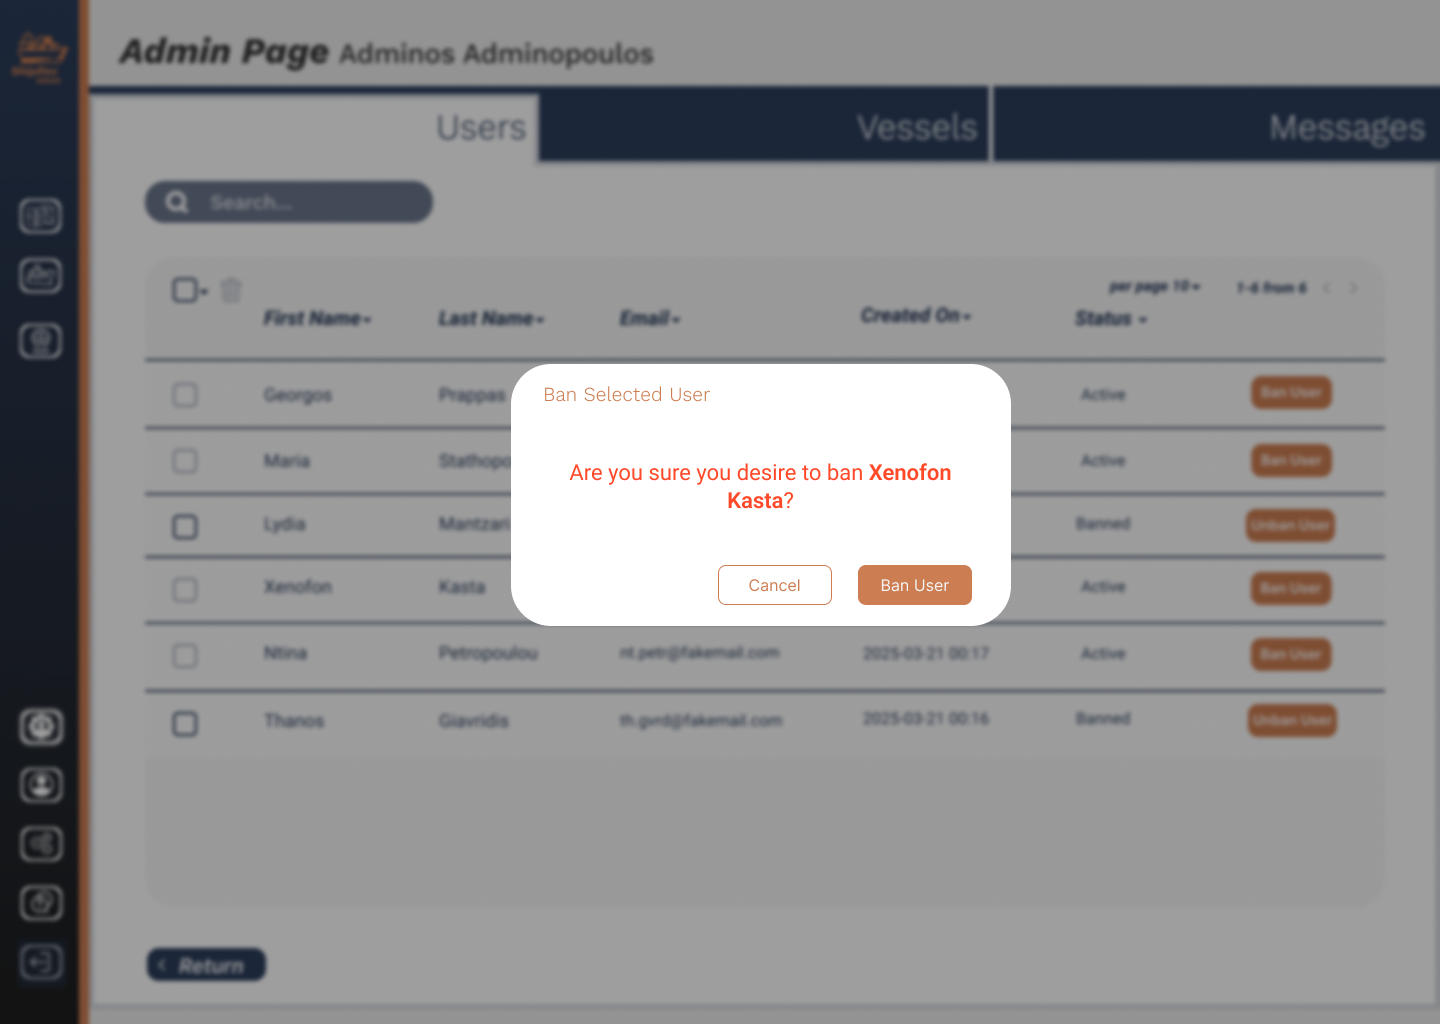 Admin Page Adminos Adminopoulos
Users Vessels Messages
Search...
per page 10 1-6 from 6
First Name Last Name Email Created On Status
Georgos Prappas Active Ban User
Maria Stathopo Active Ban User
Lydia Mantzari Banned Unban User
Xenofon Kasta Active Ban User
Ntina Petropoulou nt.petr@fakemail.com 2025-03-21 00:17 Active Ban User
Thanos Giavridis th.gvrd@fakemail.com 2025-03-21 00:16 Banned Unban User
Ban Selected User
Are you sure you desire to ban Xenofon
Kasta?
Cancel Ban User
Return